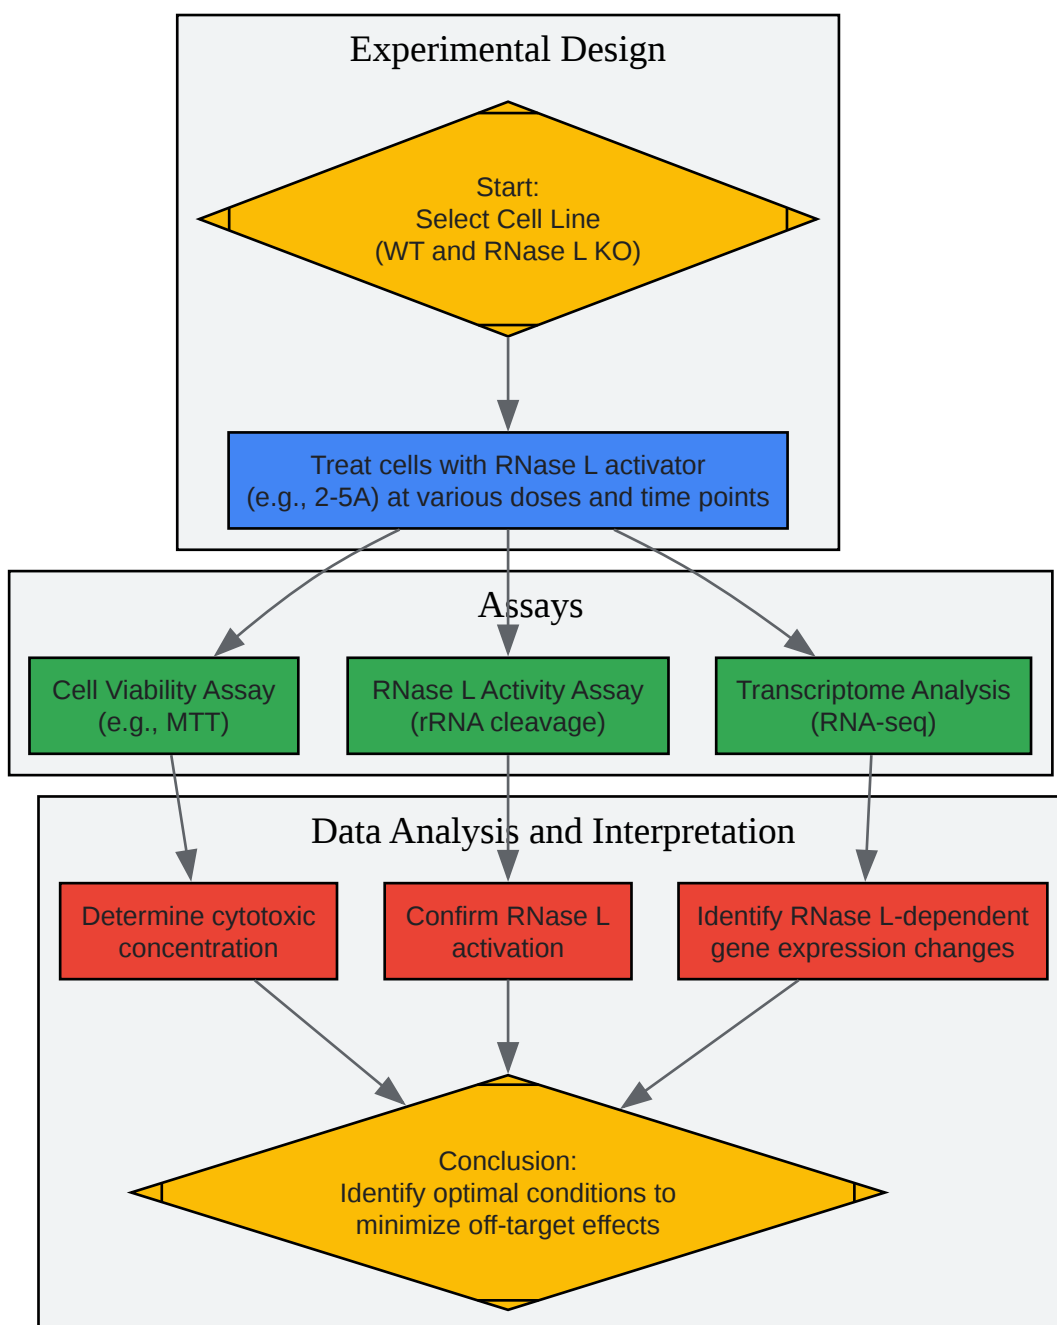 Experimental Design
Start:
Select Cell Line
(WT and RNase L KO)
Treat cells with RNase L activator
(e.g., 2-5A) at various doses and time points
Assays
Cell Viability Assay
(e.g., MTT)
RNase L Activity Assay
(rRNA cleavage)
Transcriptome Analysis
(RNA-seq)
Data Analysis and Interpretation
Determine cytotoxic
concentration
Confirm RNase L
activation
Identify RNase L-dependent
gene expression changes
Conclusion:
Identify optimal conditions to
minimize off-target effects